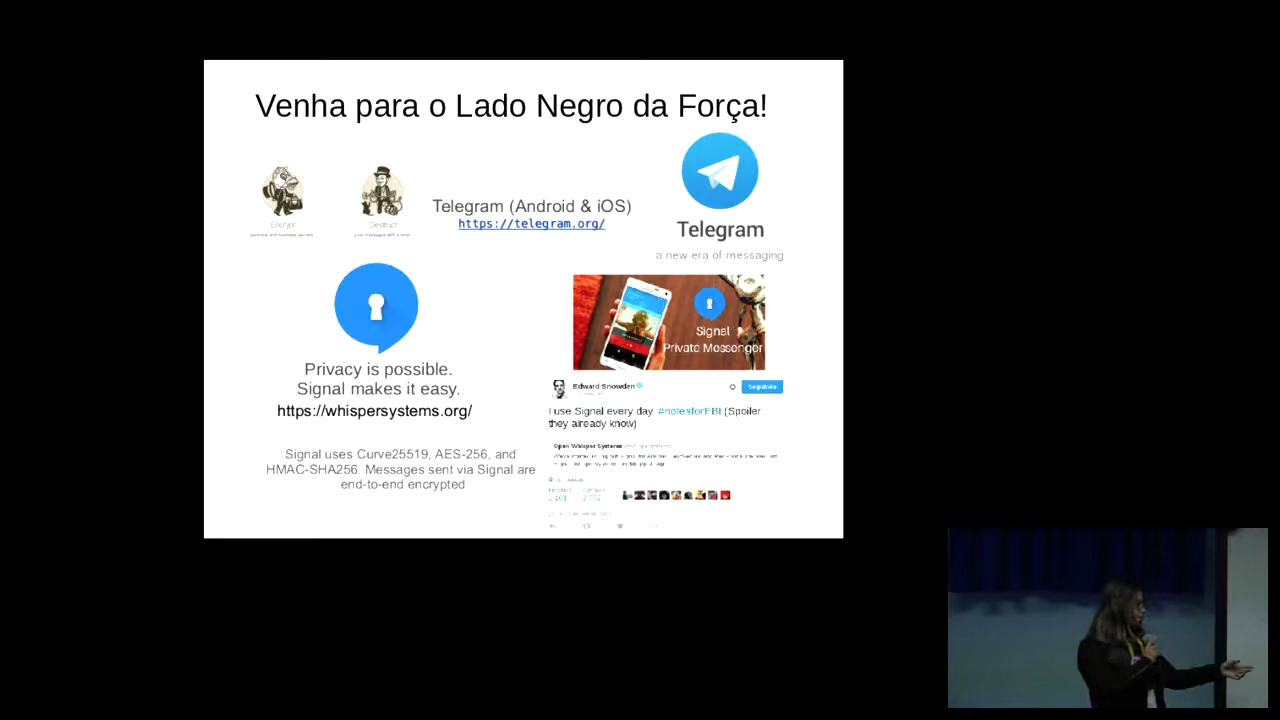 Venha para o Lado Negro da Força!
Encrypt
Destruct
Telegram (Android & iOS)
https://telegram.org/
Telegram
a new era of messaging
Signal
Private Messenger
Privacy is possible.
Signal makes it easy.
https://whispersystems.org/
Signal uses Curve25519, AES-256, and
HMAC-SHA256. Messages sent via Signal are
end-to-end encrypted
Edward Snowden
I use Signal every day #notesforFBI (Spoiler:
they already know)
Open Whisper Systems